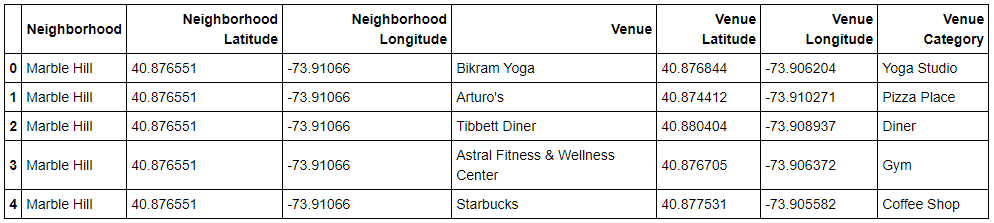 Neighborhood Neighborhood Latitude Neighborhood Longitude Venue Venue Latitude Venue Longitude Venue Category
0 Marble Hill 40.876551 -73.91066 Bikram Yoga 40.876844 -73.906204 Yoga Studio
1 Marble Hill 40.876551 -73.91066 Arturo's 40.874412 -73.910271 Pizza Place
2 Marble Hill 40.876551 -73.91066 Tibbett Diner 40.880404 -73.908937 Diner
3 Marble Hill 40.876551 -73.91066 Astral Fitness & Wellness Center 40.876705 -73.906372 Gym
4 Marble Hill 40.876551 -73.91066 Starbucks 40.877531 -73.905582 Coffee Shop